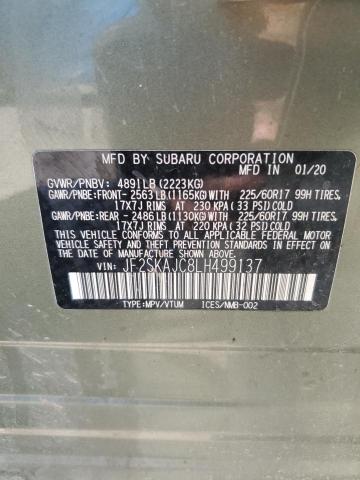 MFD BY SUBARU CORPORATION
MFD IN 01/20
GVWR/PNBV: 4891LB(2223KG)
GAWR/PNBE:FRONT- 2563LB(1165KG)WITH 225/60R17 99H TIRES,
17X7J RIMS AT 230 KPA(33 PSI)COLD
GAWR/PNBE:REAR - 2486LB(1130KG)WITH 225/60R17 99H TIRES,
17X7J RIMS AT 220 KPA(32 PSI)COLD
THIS VEHICLE CONFORMS TO ALL APPLICABLE FEDERAL MOTOR
VEHICLE SAFETY, BUMPER, AND THEFT PREVENTION STANDARDS
IN EFFECT ON THE DATE OF MANUFACTURE SHOWN ABOVE.
VIN: JF2SKAJC8LH499137
TYPE:MPV/VTUM ICES/NMB-002